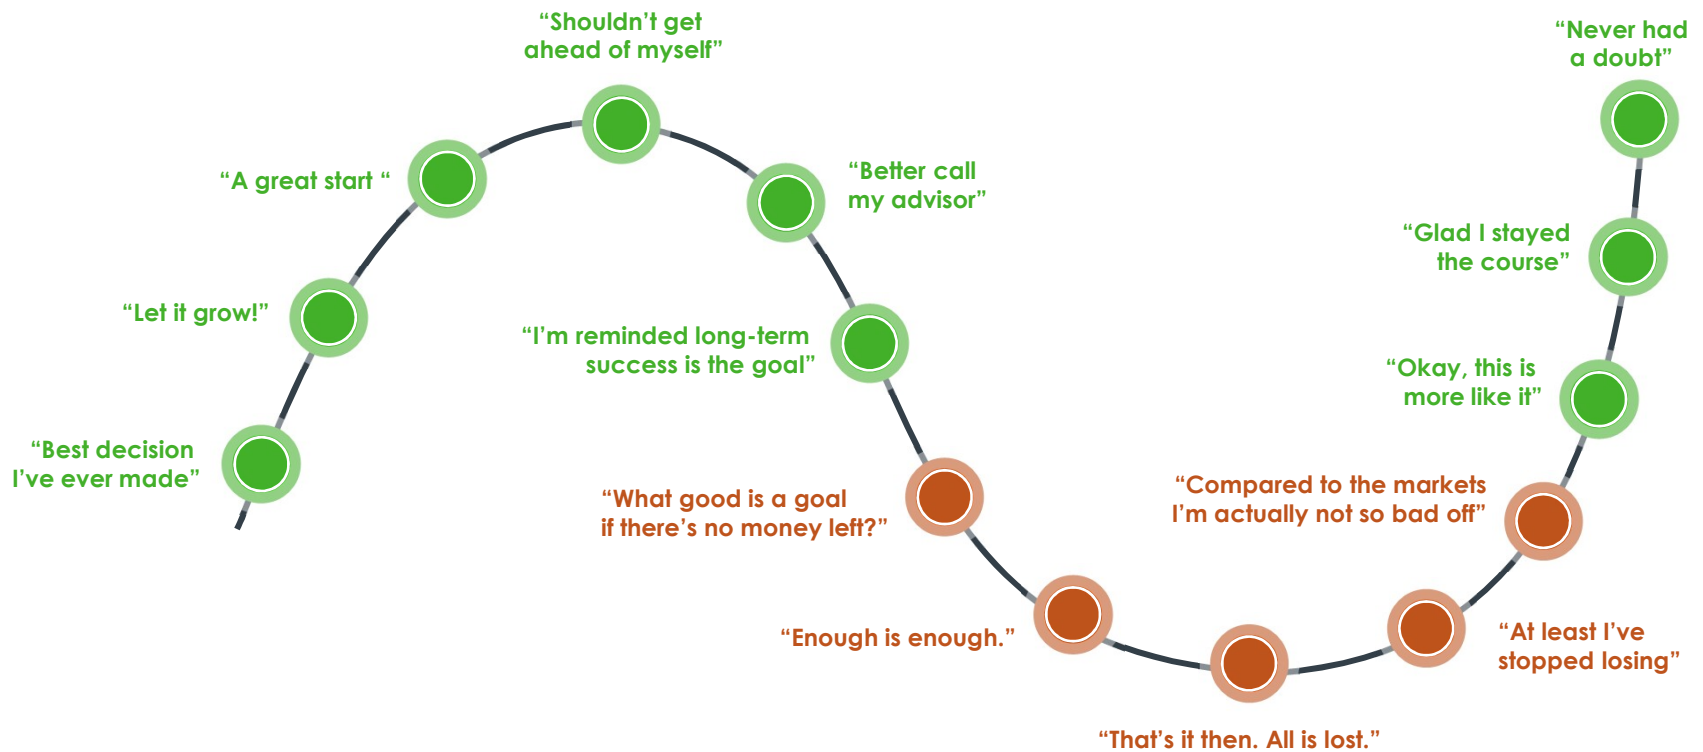 “Best decision
I’ve ever made”
“Let it grow!”
“A great start “
“Shouldn’t get
ahead of myself”
“Better call
my advisor”
“I’m reminded long-term
success is the goal”
“What good is a goal
if there’s no money left?”
“Enough is enough.”
“That’s it then. All is lost.”
“At least I’ve
stopped losing”
“Compared to the markets
I’m actually not so bad off”
“Okay, this is
more like it”
“Glad I stayed
the course”
“Never had
a doubt”